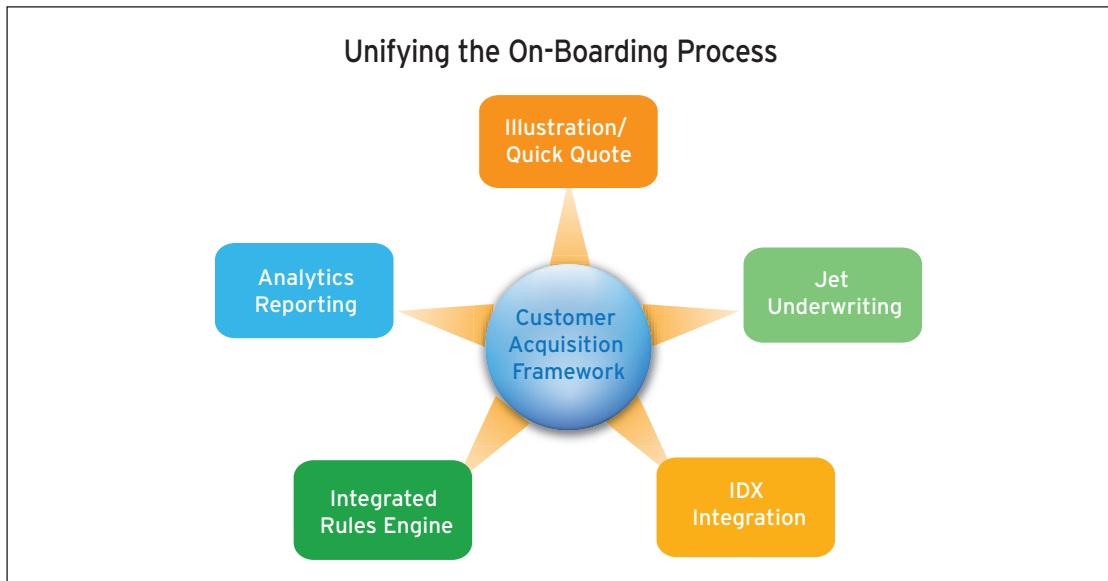 Unifying the On-Boarding Process
Illustration/
Quick Quote
Analytics
Reporting
Jet
Underwriting
Customer
Acquisition
Framework
Integrated
Rules Engine
IDX
Integration